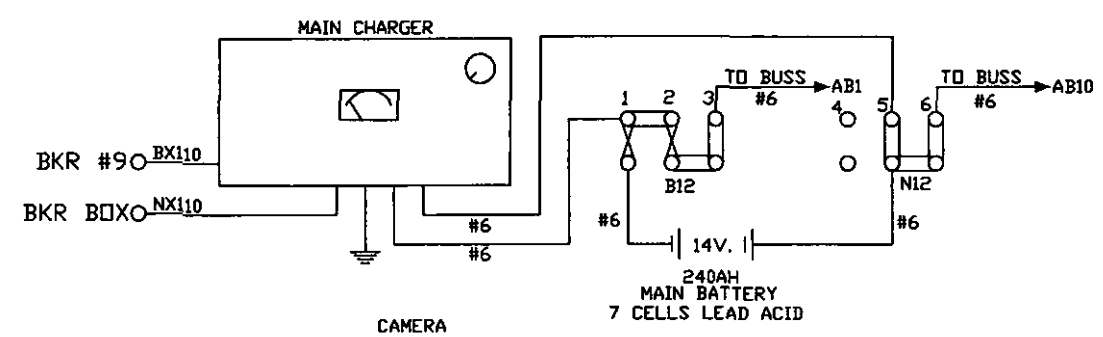 MAIN CHARGER
TO BUSS
AB1
#6
TO BUSS
AB10
#6
1
2
3
4
5
6
BKR #9
BX110
BKR BOX
NX110
B12
N12
#6
#6
#6
#6
14V.
240AH
MAIN BATTERY
7 CELLS LEAD ACID
CAMERA